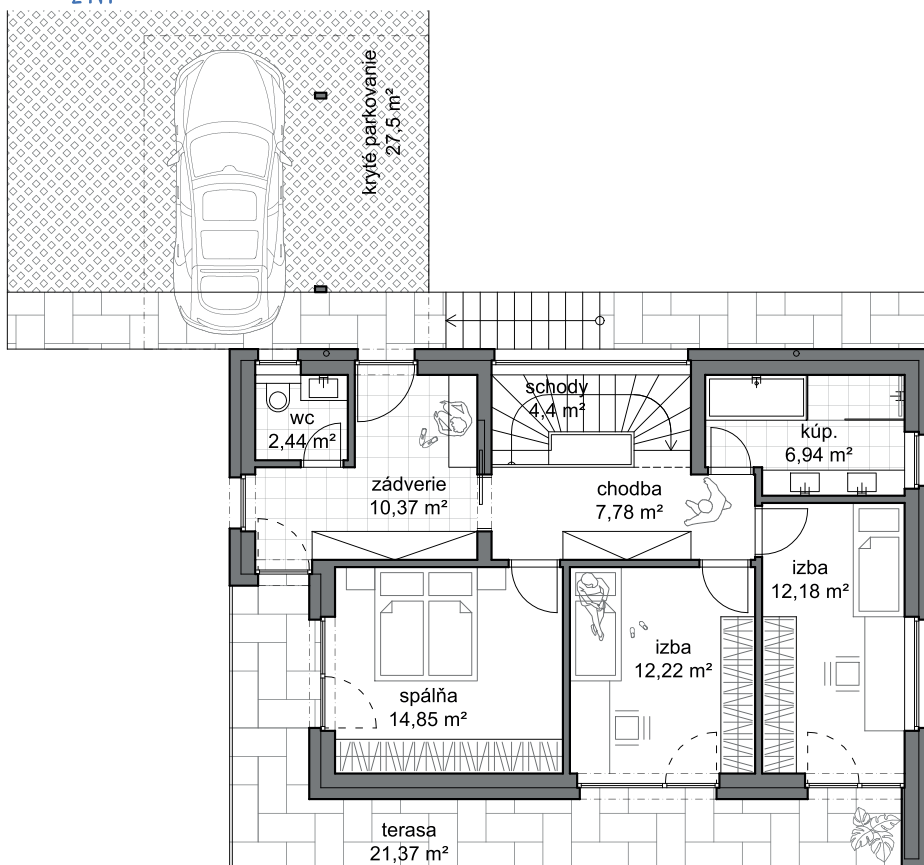 kryté parkovanie
27,5 m²
schody
4,4 m²
wc
2,44 m²
kúp.
6,94 m²
zádverie
10,37 m²
chodba
7,78 m²
izba
12,18 m²
izba
12,22 m²
spálňa
14,85 m²
terasa
21,37 m²